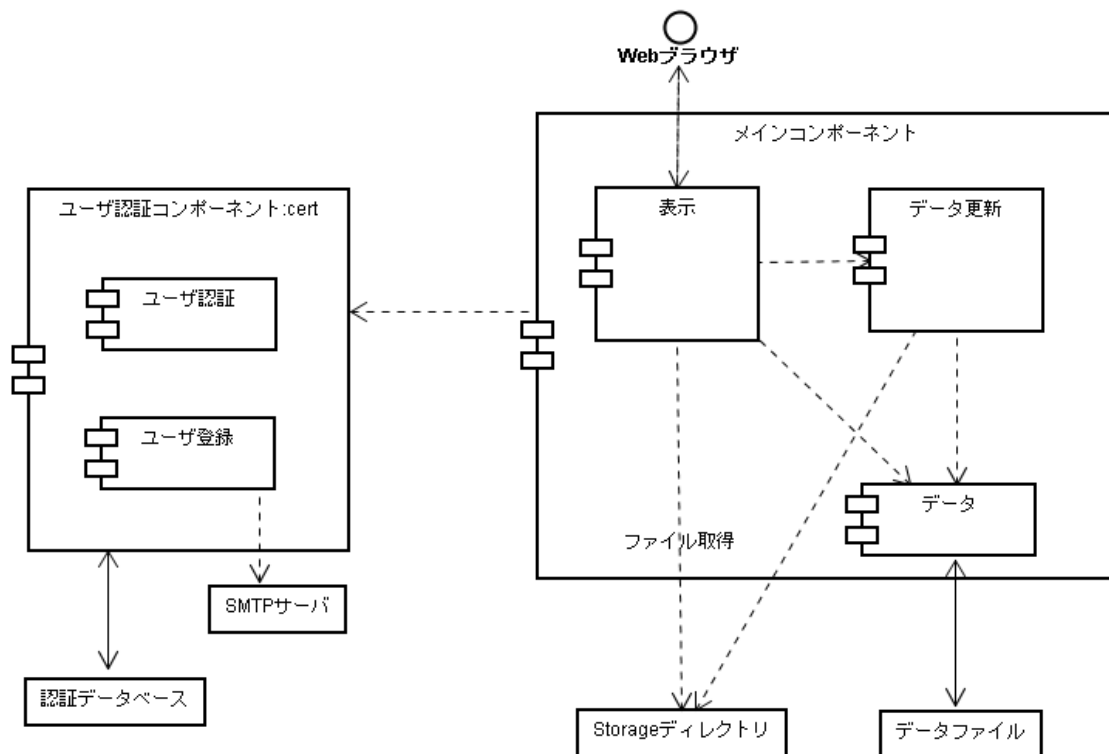 Webブラウザ
メインコンポーネント
表示
データ更新
ユーザ認証コンポーネント:cert
ユーザ認証
ユーザ登録
データ
ファイル取得
SMTPサーバ
認証データベース
Storageディレクトリ
データファイル